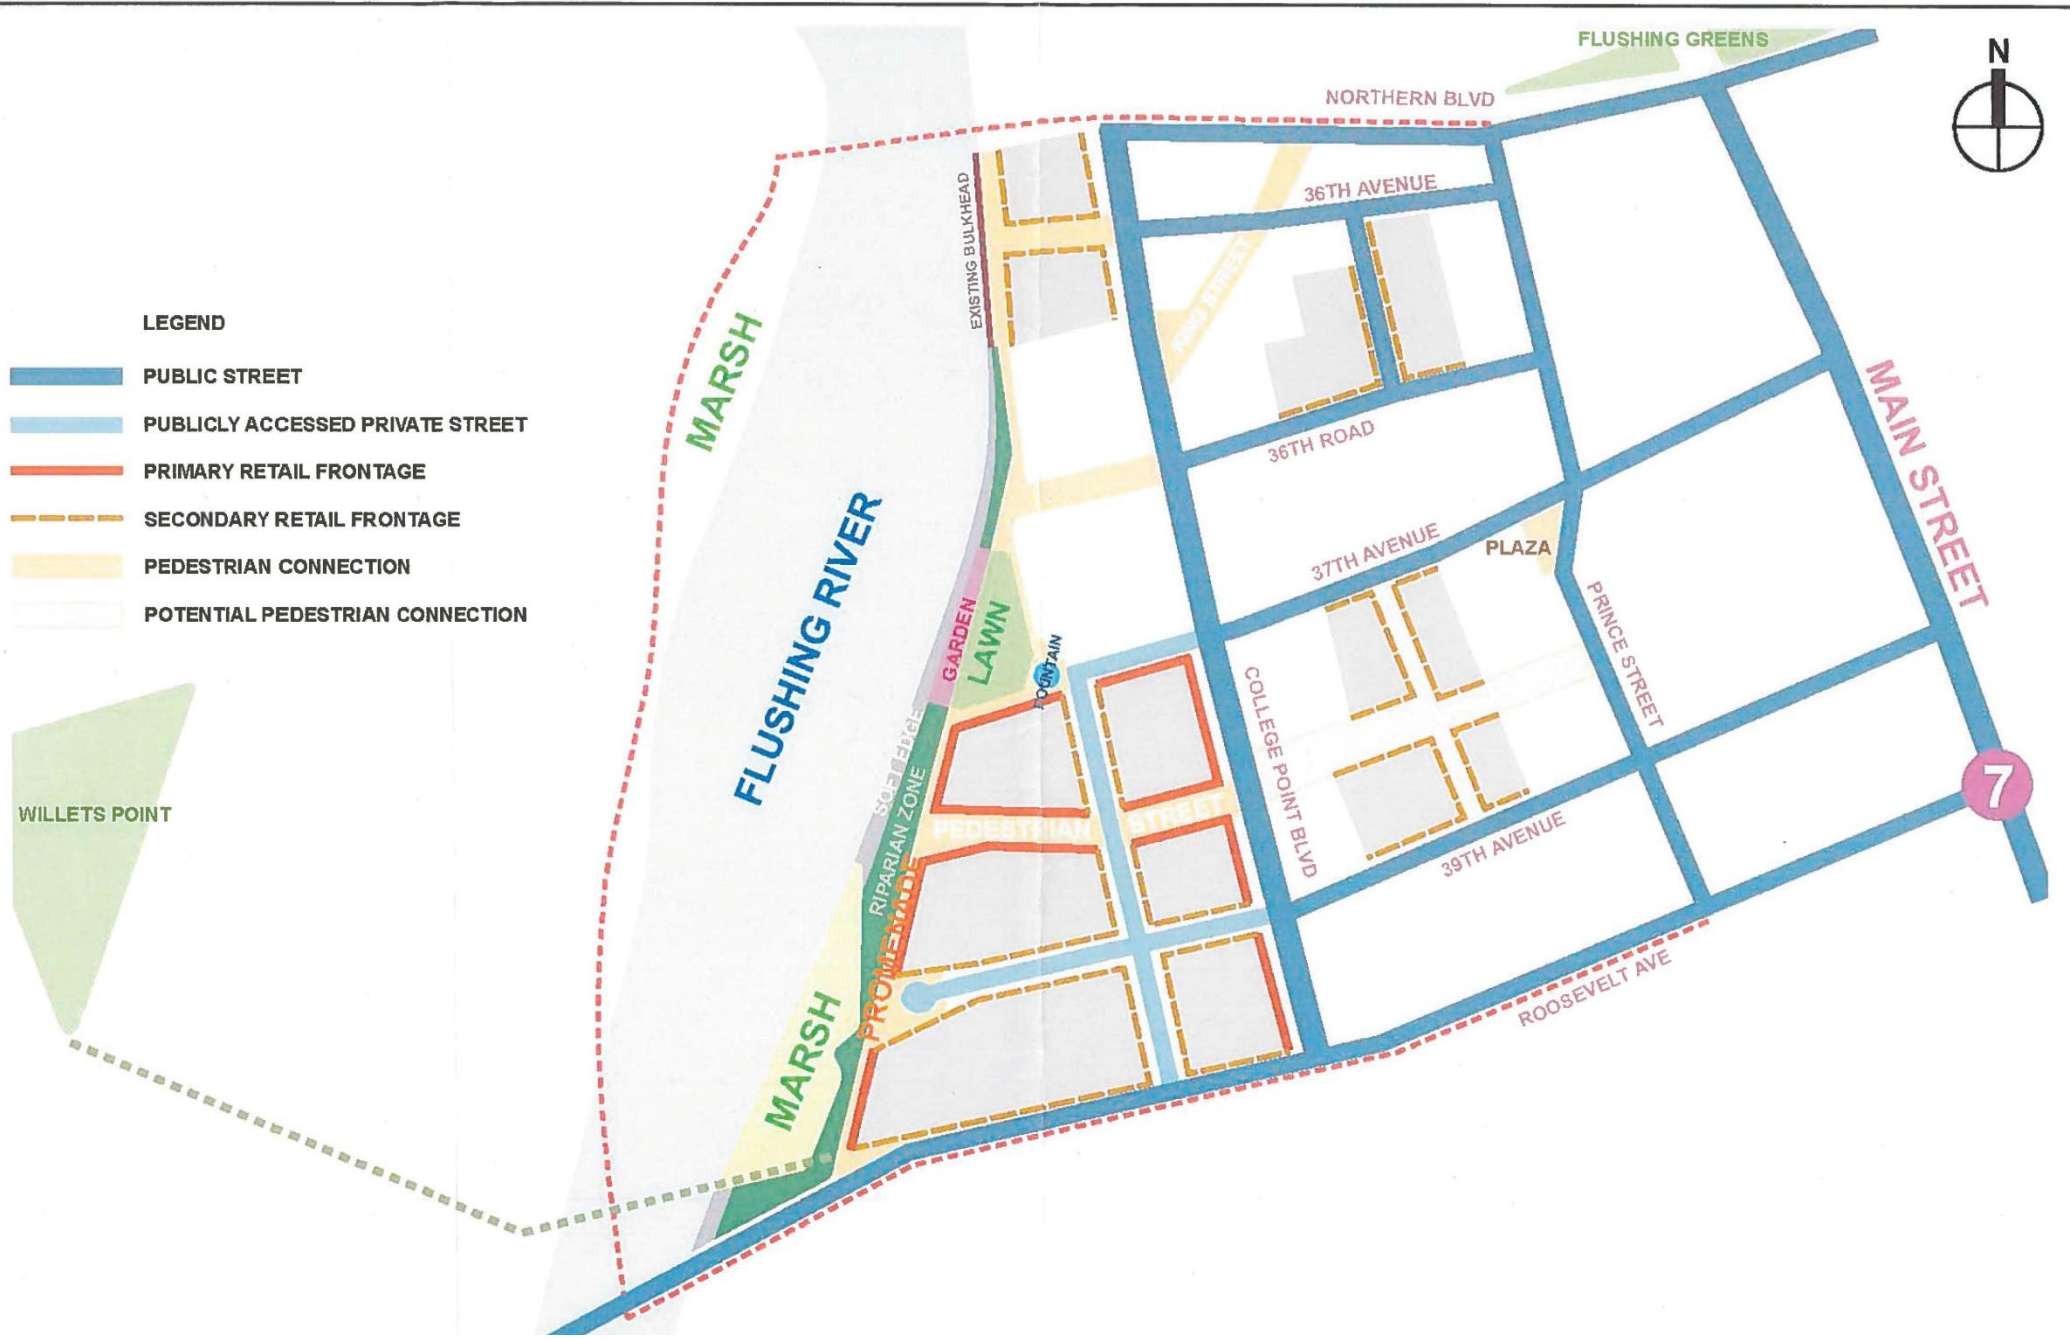 FLUSHING GREENS
N
NORTHERN BLVD
36TH AVENUE
EXISTING BULKHEAD
KING STREET
LEGEND
PUBLIC STREET
PUBLICLY ACCESSED PRIVATE STREET
PRIMARY RETAIL FRONTAGE
SECONDARY RETAIL FRONTAGE
PEDESTRIAN CONNECTION
POTENTIAL PEDESTRIAN CONNECTION
MARSH
36TH ROAD
MAIN STREET
FLUSHING RIVER
37TH AVENUE
PLAZA
GARDEN
LAWN
FOUNTAIN
PRINCE STREET
COLLEGE POINT BLVD
SOFT EDGE
RIPARIAN ZONE
WILLETS POINT
PEDESTRIAN STREET
7
39TH AVENUE
PROMENADE
ROOSEVELT AVE
MARSH